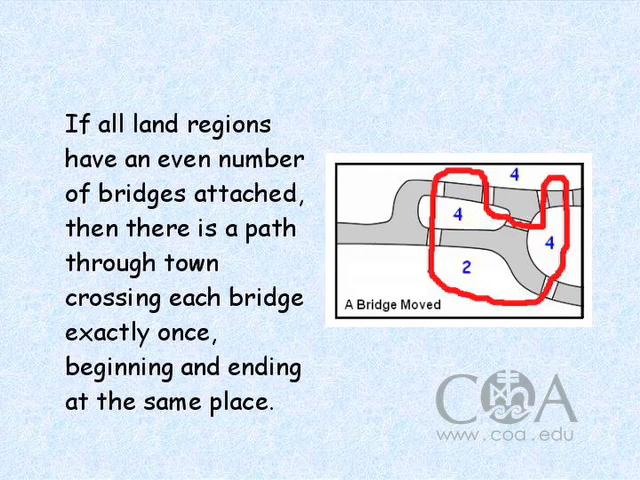 If all land regions
have an even number
of bridges attached,
then there is a path
through town
crossing each bridge
exactly once,
beginning and ending
at the same place.
4
4
4
2
A Bridge Moved
COA
www.coa.edu